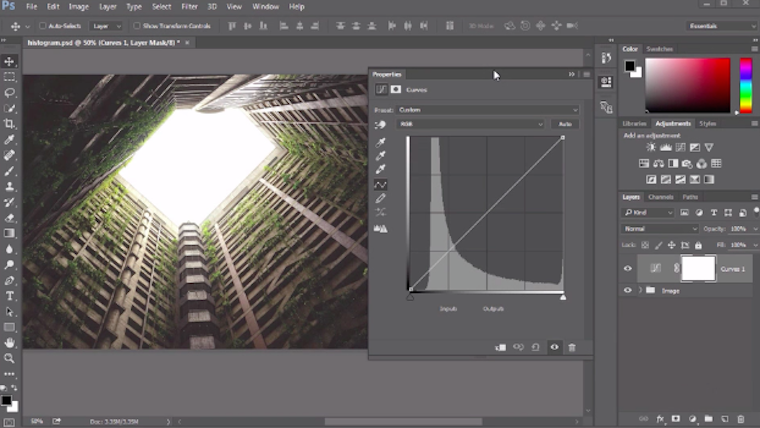 Ps File Edit Image Layer Type Select Filter 3D View Window Help
Auto-Select: Layer Show Transform Controls 3D Mode: Essentials
histogram.psd @ 50% (Curves 1, Layer Mask/8) * ×
Properties
Curves
Preset: Custom
RGB Auto
Input: Output:
Color Swatches
Libraries Adjustments Styles
Add an adjustment
Layers Channels Paths
Kind
Normal Opacity: 100%
Lock: Fill: 100%
Curves 1
Image
50% Doc: 3.39M/3.39M